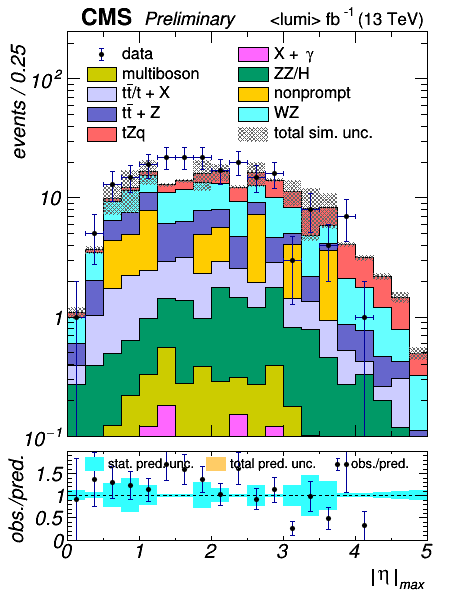 CMS Preliminary <lumi> fb⁻¹ (13 TeV)
events / 0.25
data
X + γ
multiboson
ZZ/H
tt̄/t + X
nonprompt
tt̄ + Z
WZ
tZq
total sim. unc.
10²
10
1
10⁻¹
obs./pred.
stat. pred. unc.
total pred. unc.
obs./pred.
1.5
1
0.5
0
0 1 2 3 4 5
|η|max